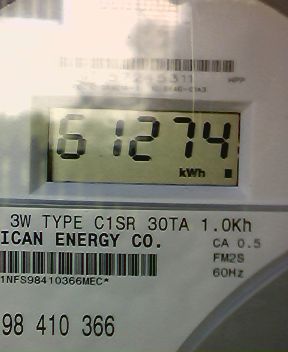 HPP
61274
kWh
3W TYPE C1SR 30TA 1.0Kh
ICAN ENERGY CO.
CA 0.5
FM2S
60Hz
1NFS98410366MEC*
98 410 366